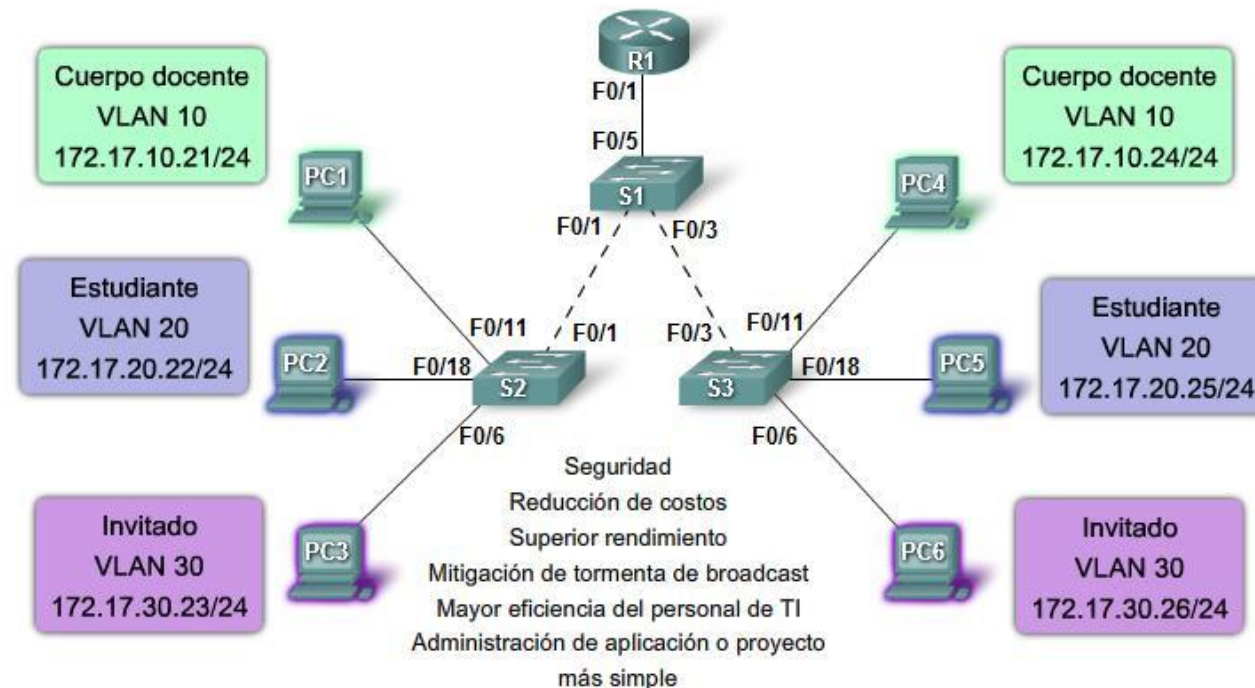 R1
F0/1
F0/5
S1
F0/1
F0/3
Cuerpo docente
VLAN 10
172.17.10.21/24
PC1
Cuerpo docente
VLAN 10
172.17.10.24/24
PC4
Estudiante
VLAN 20
172.17.20.22/24
PC2
F0/11
F0/18
F0/1
S2
F0/6
F0/3
F0/11
F0/18
S3
F0/6
PC5
Estudiante
VLAN 20
172.17.20.25/24
Invitado
VLAN 30
172.17.30.23/24
PC3
Seguridad
Reducción de costos
Superior rendimiento
Mitigación de tormenta de broadcast
Mayor eficiencia del personal de TI
Administración de aplicación o proyecto
más simple
PC6
Invitado
VLAN 30
172.17.30.26/24